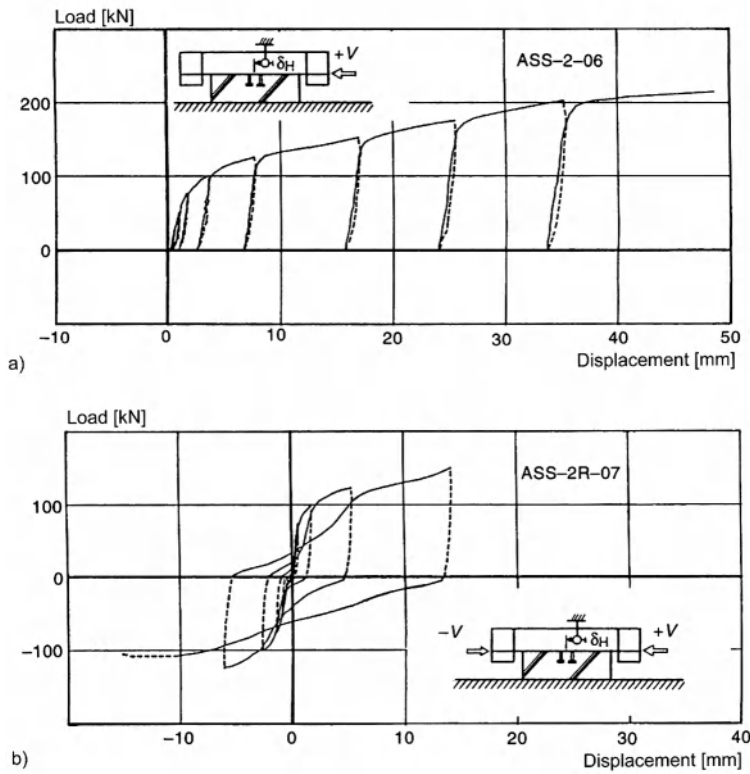 Load [kN]
+V
δH
ASS-2-06
200
100
0
-10
0
10
20
30
40
50
a)
Displacement [mm]
Load [kN]
ASS-2R-07
100
0
-100
-V
δH
+V
-10
0
10
20
30
40
b)
Displacement [mm]